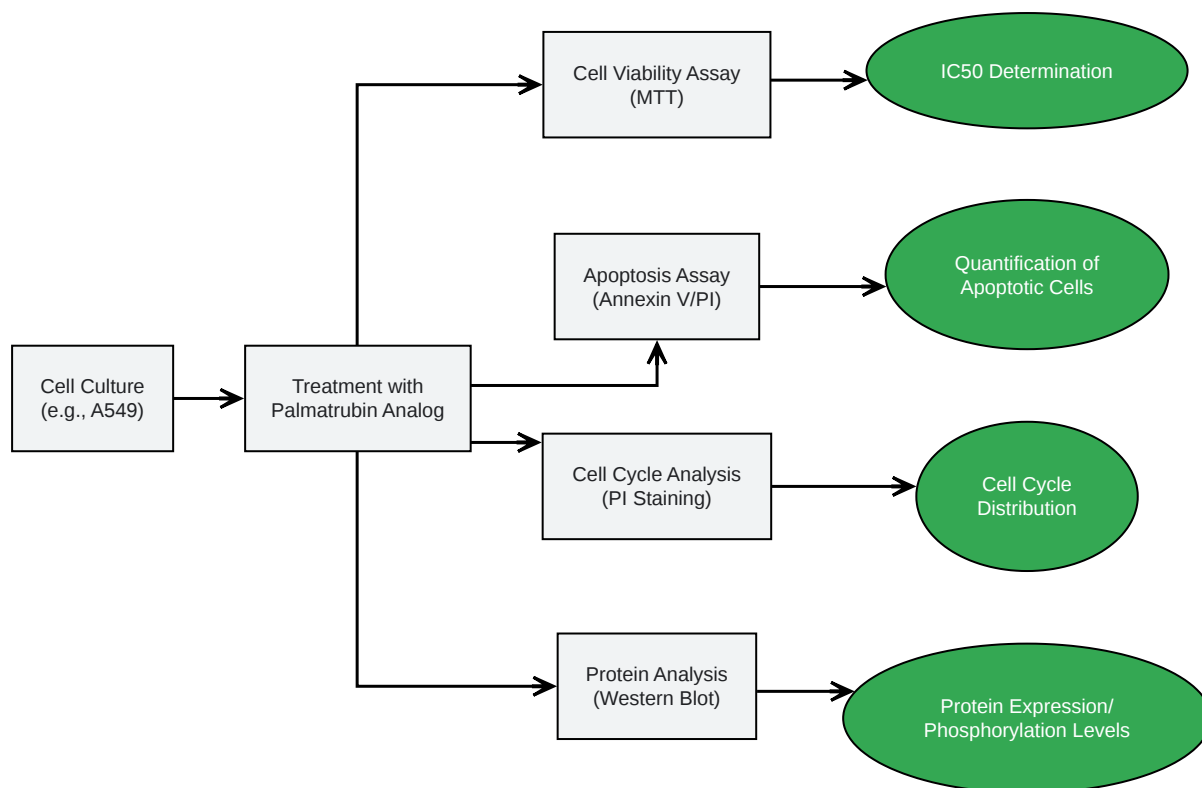 Cell Viability Assay
(MTT)
IC50 Determination
Apoptosis Assay
(Annexin V/PI)
Quantification of
Apoptotic Cells
Cell Culture
(e.g., A549)
Treatment with
Palmatrubin Analog
Cell Cycle Analysis
(PI Staining)
Cell Cycle
Distribution
Protein Analysis
(Western Blot)
Protein Expression/
Phosphorylation Levels